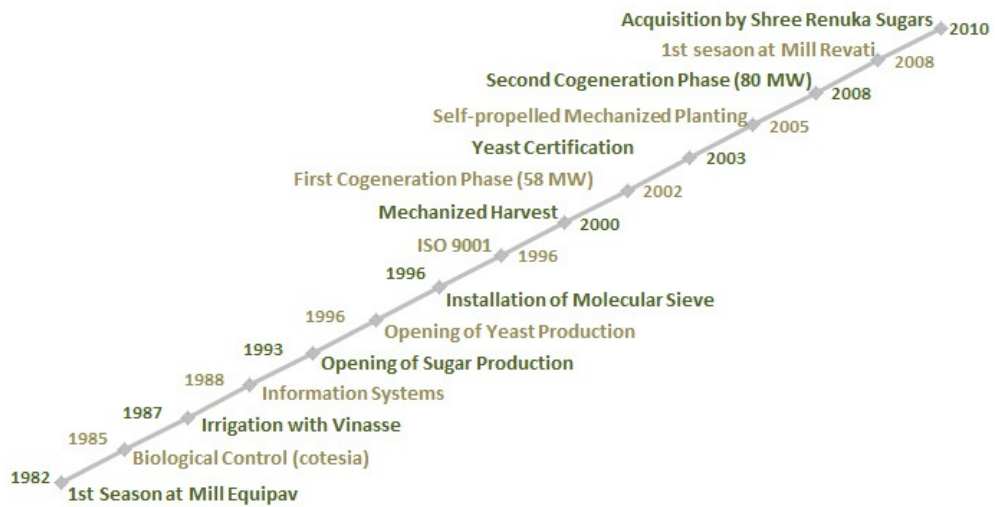 Acquisition by Shree Renuka Sugars 2010
1st sesaon at Mill Revati 2008
Second Cogeneration Phase (80 MW) 2008
Self-propelled Mechanized Planting 2005
Yeast Certification 2003
First Cogeneration Phase (58 MW) 2002
Mechanized Harvest 2000
ISO 9001 1996
1996 Installation of Molecular Sieve
1996 Opening of Yeast Production
1993 Opening of Sugar Production
1988 Information Systems
1987 Irrigation with Vinasse
1985 Biological Control (cotesia)
1982 1st Season at Mill Equipav